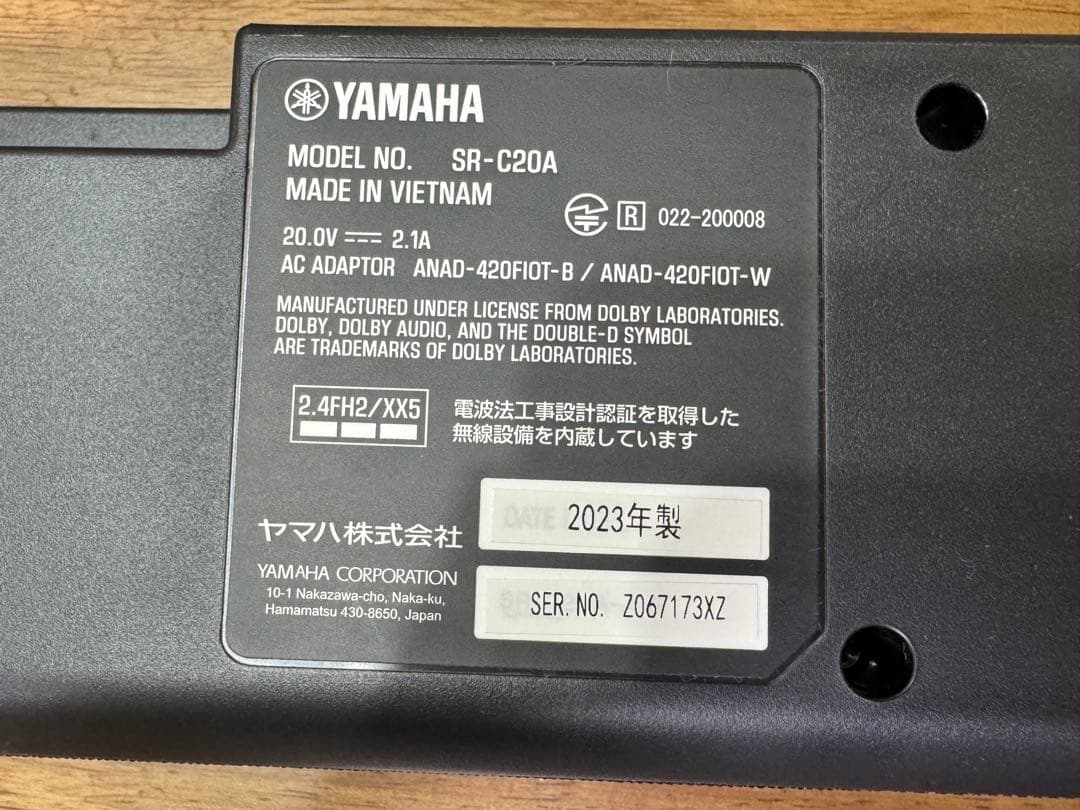 YAMAHA
MODEL NO. SR-C20A
MADE IN VIETNAM
R 022-200008
20.0V 2.1A
AC ADAPTOR ANAD-420FIOT-B / ANAD-420FIOT-W
MANUFACTURED UNDER LICENSE FROM DOLBY LABORATORIES.
DOLBY, DOLBY AUDIO, AND THE DOUBLE-D SYMBOL
ARE TRADEMARKS OF DOLBY LABORATORIES.
2.4FH2/XX5
電波法工事設計認証を取得した
無線設備を内蔵しています
2023年製
ヤマハ株式会社
YAMAHA CORPORATION
10-1 Nakazawa-cho, Naka-ku,
Hamamatsu 430-8650, Japan
SER. NO. Z067173XZ